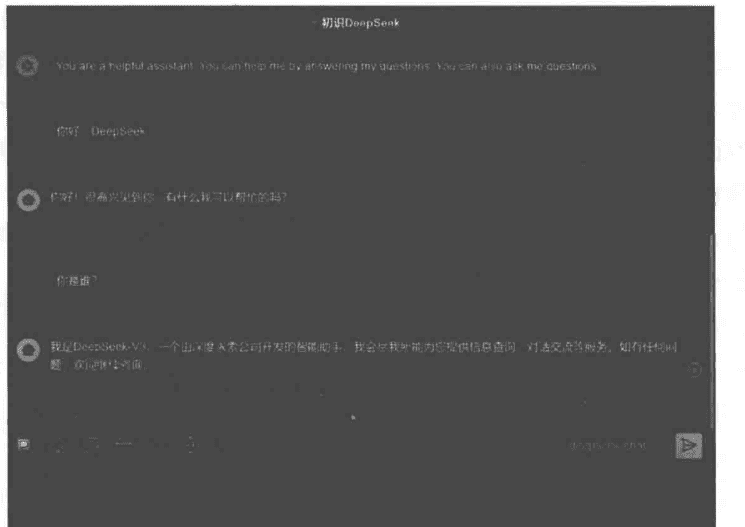 初识DeepSeek
You are a helpful assistant. You can help me by answering my questions. You can also ask me questions.
你好，DeepSeek
你好！很高兴见到你，有什么我可以帮忙的吗？
你是谁？
我是DeepSeek-V3，一个由深度求索公司开发的智能助手，我会尽我所能为您提供信息查询、对话交流等服务。如有任何问
题，欢迎随时咨询。
deepseek-chat